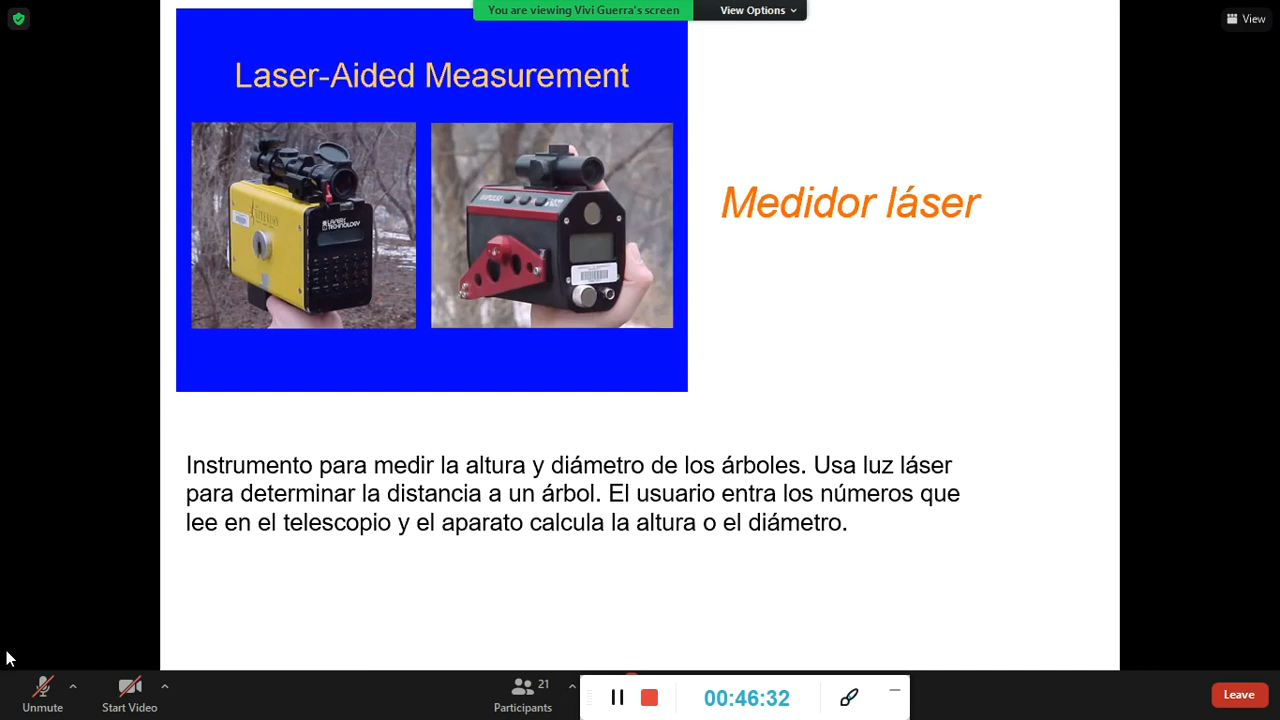 You are viewing Vivi Guerra's screen
View Options
View
Laser-Aided Measurement
LASER
TECHNOLOGY
IMPULSE
Medidor láser
Instrumento para medir la altura y diámetro de los árboles. Usa luz láser
para determinar la distancia a un árbol. El usuario entra los números que
lee en el telescopio y el aparato calcula la altura o el diámetro.
Unmute
Start Video
21
Participants
00:46:32
Leave